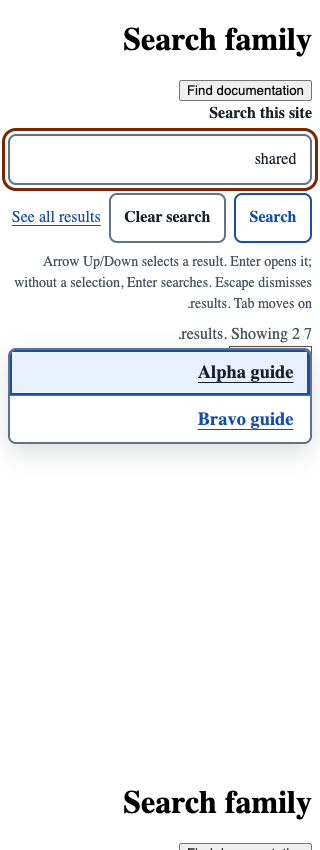 Search family
Find documentation
Search this site
shared
See all results Clear search Search
Arrow Up/Down selects a result. Enter opens it;
without a selection, Enter searches. Escape dismisses
.results. Tab moves on
.results. Showing 2 7
Alpha guide
Bravo guide
Search family